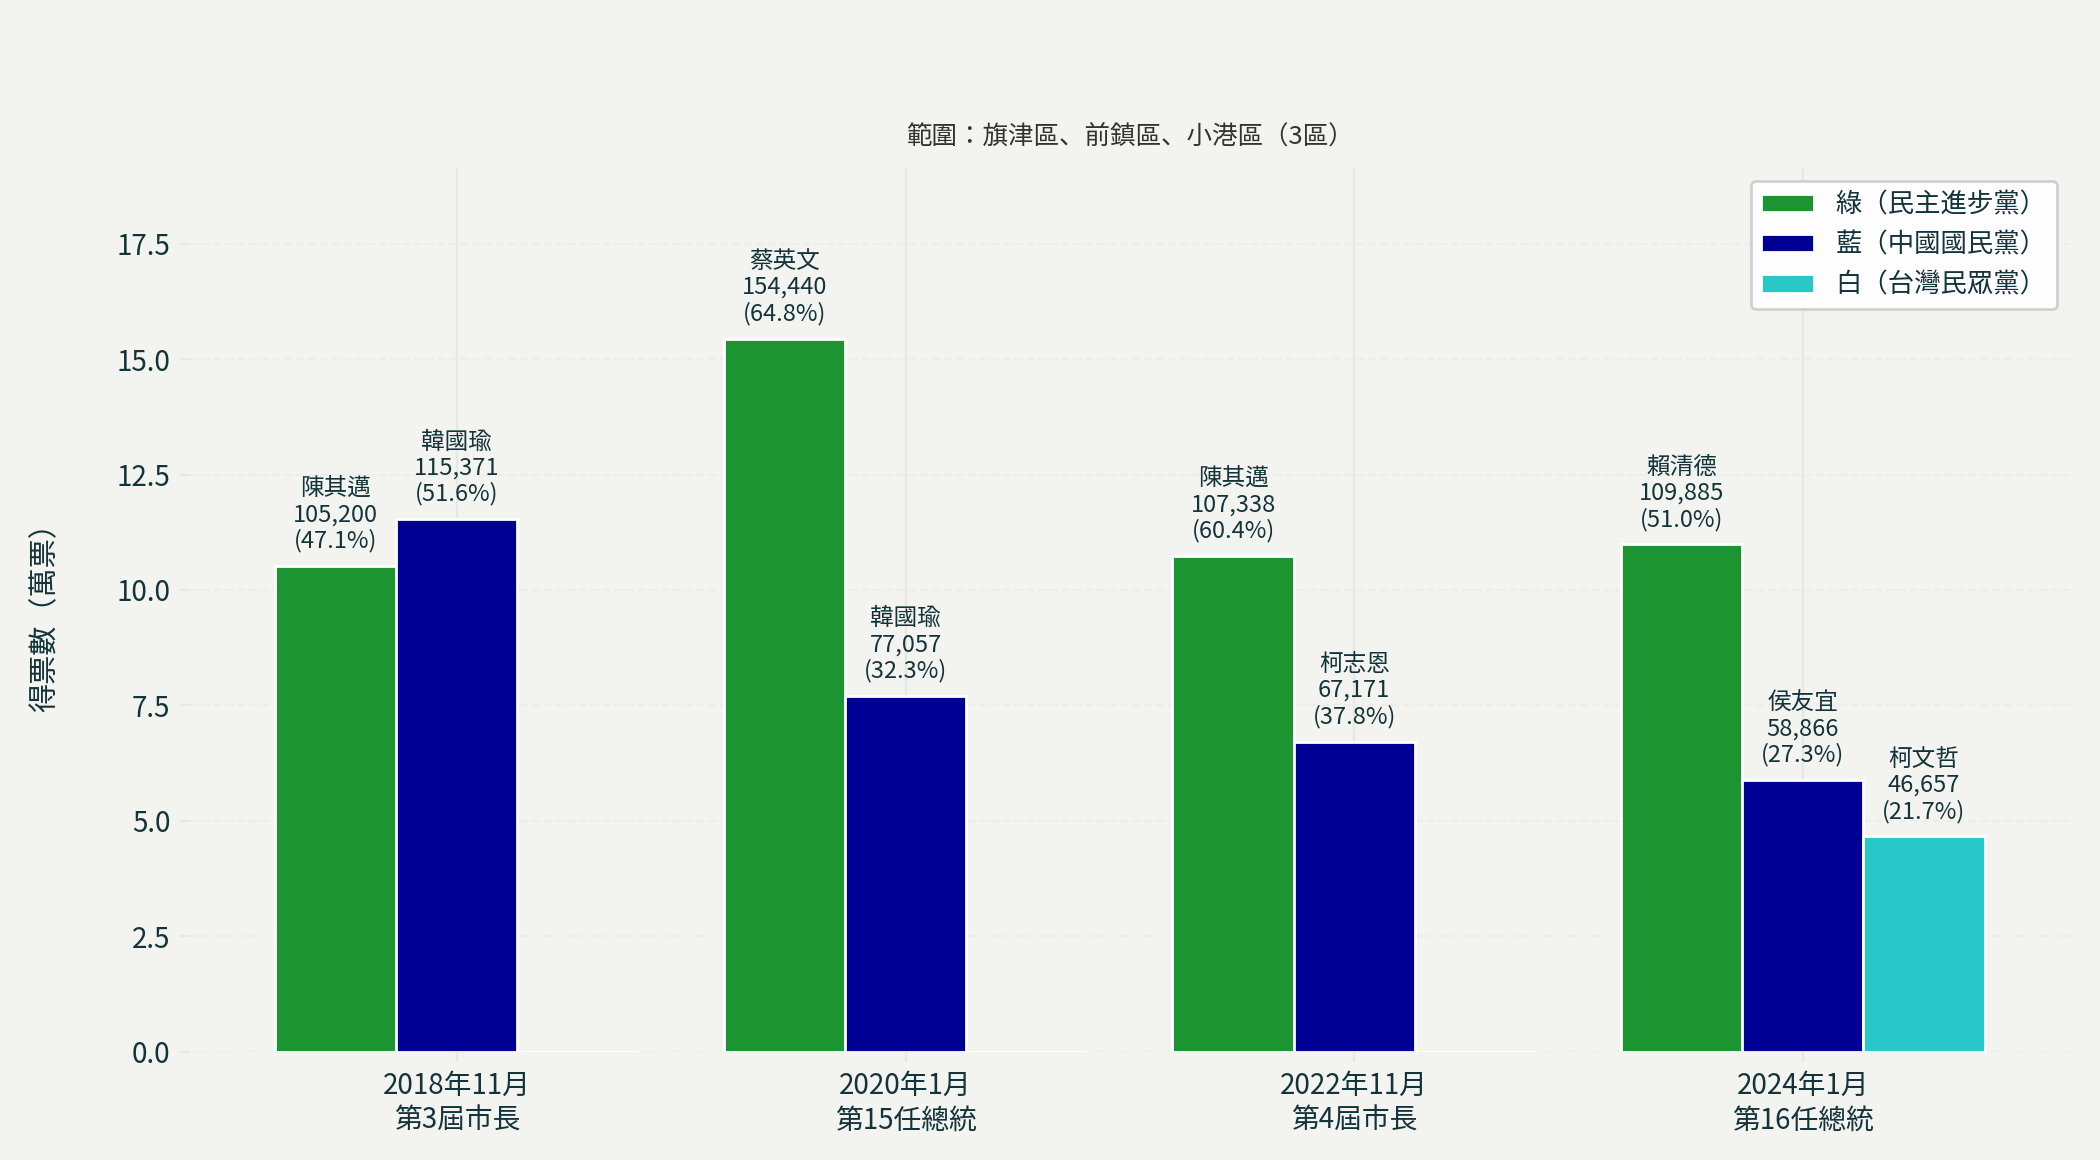 範圍：旗津區、前鎮區、小港區（3區）
綠（民主進步黨）
藍（中國國民黨）
白（台灣民眾黨）
得票數（萬票）
17.5
15.0
12.5
10.0
7.5
5.0
2.5
0.0
陳其邁
105,200
(47.1%)
韓國瑜
115,371
(51.6%)
蔡英文
154,440
(64.8%)
韓國瑜
77,057
(32.3%)
陳其邁
107,338
(60.4%)
柯志恩
67,171
(37.8%)
賴清德
109,885
(51.0%)
侯友宜
58,866
(27.3%)
柯文哲
46,657
(21.7%)
2018年11月
第3屆市長
2020年1月
第15任總統
2022年11月
第4屆市長
2024年1月
第16任總統